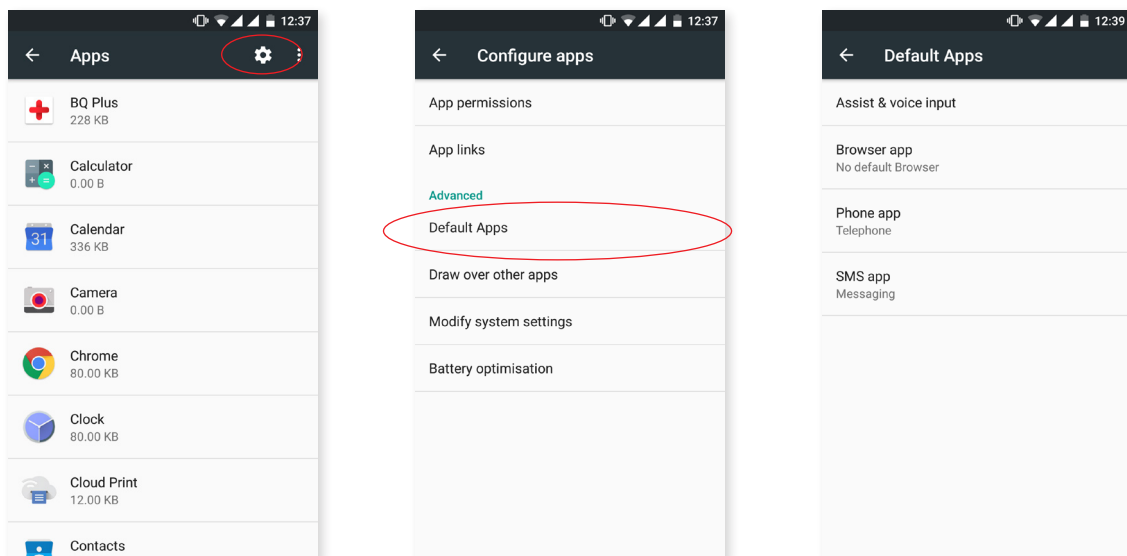 12:37
Apps
BQ Plus
228 KB
Calculator
0.00 B
31
Calendar
336 KB
Camera
0.00 B
Chrome
80.00 KB
Clock
80.00 KB
Cloud Print
12.00 KB
Contacts
12:37
Configure apps
App permissions
App links
Advanced
Default Apps
Draw over other apps
Modify system settings
Battery optimisation
12:39
Default Apps
Assist & voice input
Browser app
No default Browser
Phone app
Telephone
SMS app
Messaging